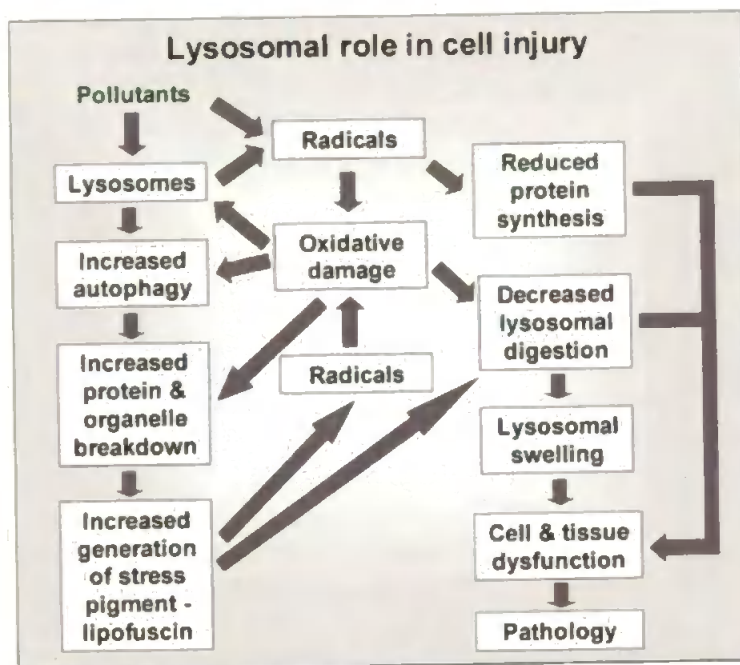 Lysosomal role in cell injury
Pollutants
Radicals
Lysosomes
Reduced
protein
synthesis
Increased
autophagy
Oxidative
damage
Decreased
lysosomal
digestion
Increased
protein &
organelle
breakdown
Radicals
Lysosomal
swelling
Increased
generation
of stress
pigment -
lipofuscin
Cell & tissue
dysfunction
Pathology